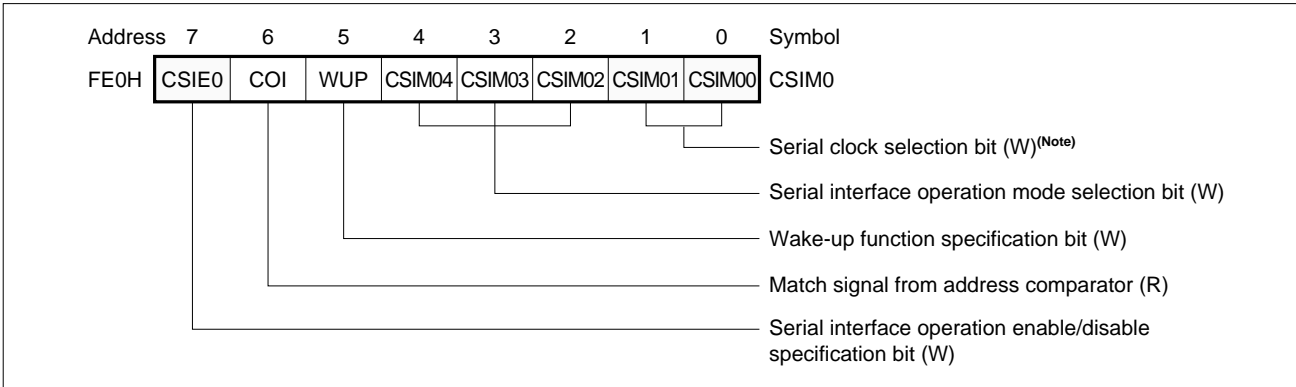 Address 7 6 5 4 3 2 1 0 Symbol
FE0H CSIE0 COI WUP CSIM04 CSIM03 CSIM02 CSIM01 CSIM00 CSIM0
Serial clock selection bit (W)(Note)
Serial interface operation mode selection bit (W)
Wake-up function specification bit (W)
Match signal from address comparator (R)
Serial interface operation enable/disable
specification bit (W)